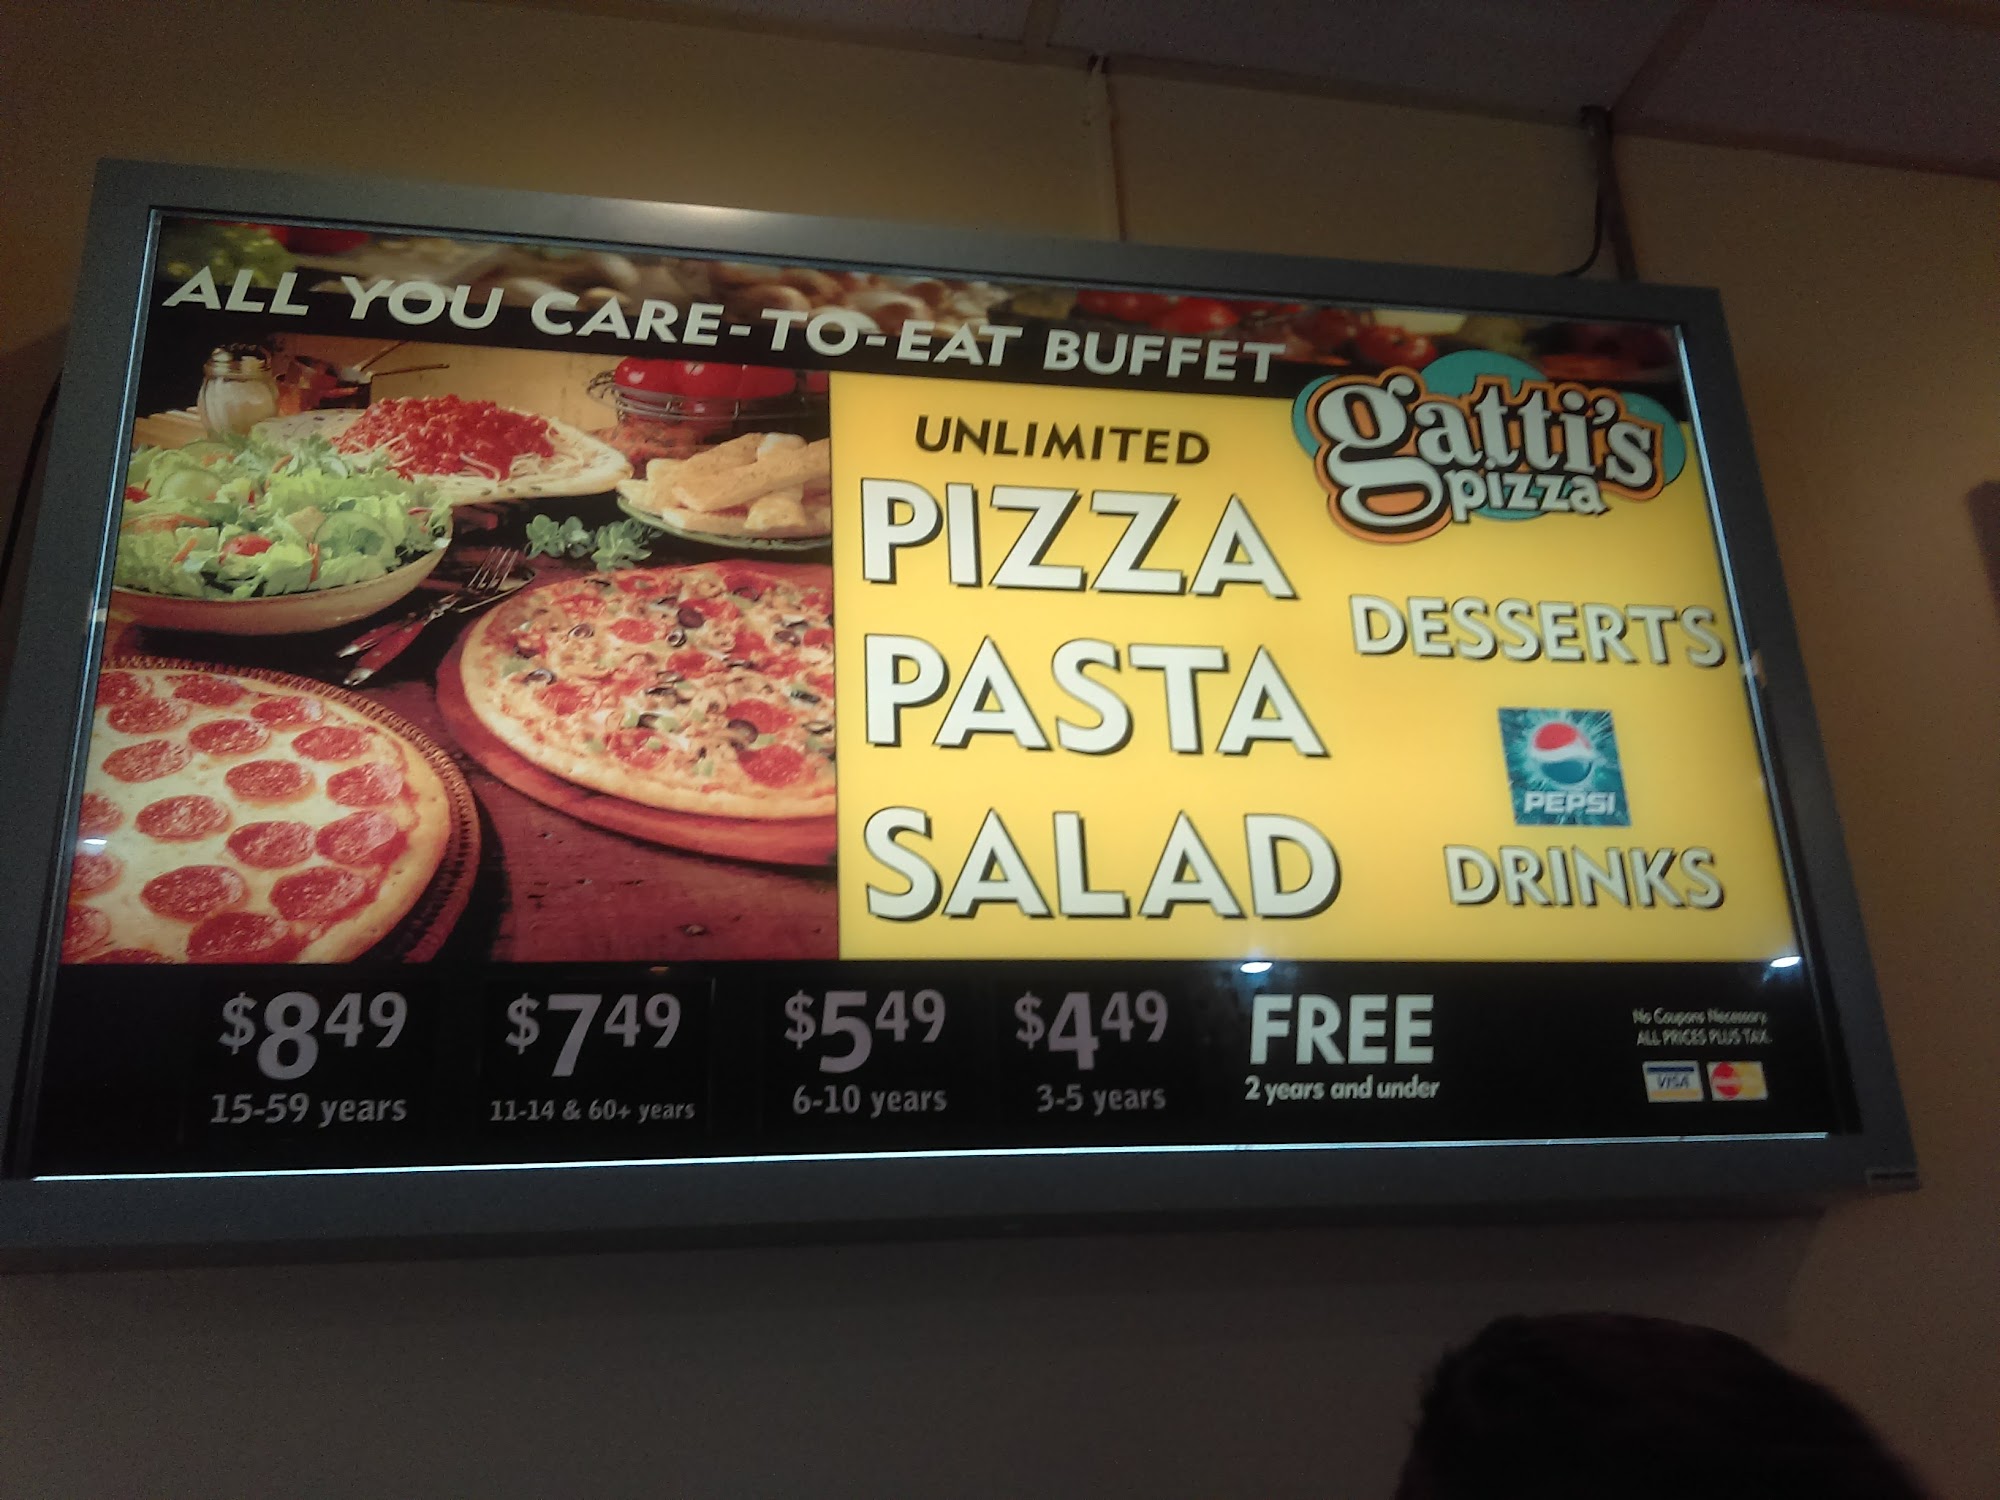 ALL YOU CARE-TO-EAT BUFFET
gatti's
pizza
UNLIMITED
PIZZA
PASTA
SALAD
DESSERTS
PEPSI
DRINKS
$8.49
15-59 years
$7.49
11-14 & 60+ years
$5.49
6-10 years
$4.49
3-5 years
FREE
2 years and under
No Coupons Necessary.
ALL PRICES PLUS TAX.
VISA